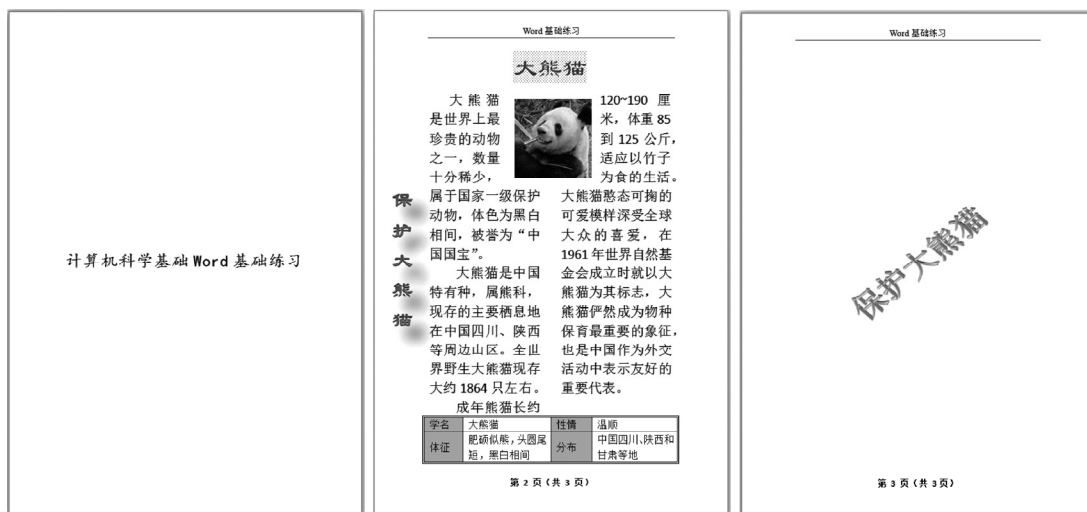 计算机科学基础Word基础练习
Word 基础练习
大熊猫
大熊猫
是世界上最
珍贵的动物
之一，数量
十分稀少，
属于国家一级保护
动物，体色为黑白
相间，被誉为“中
国国宝”。
大熊猫是中国
特有种，属熊科，
现存的主要栖息地
在中国四川、陕西
等周边山区。全世
界野生大熊猫现存
大约 1864 只左右。
成年熊猫长约
120~190 厘
米，体重 85
到 125 公斤，
适应以竹子
为食的生活。
大熊猫憨态可掬的
可爱模样深受全球
大众的喜爱，在
1961 年世界自然基
金会成立时就以大
熊猫为其标志，大
熊猫俨然成为物种
保育最重要的象征，
也是中国作为外交
活动中表示友好的
重要代表。
保护大熊猫
学名 大熊猫 性情 温顺
体征 肥硕似熊，头圆尾 分布 中国四川、陕西和
短，黑白相间 甘肃等地
第 2 页（共 3 页）
Word 基础练习
保护大熊猫
第 3 页（共 3 页）